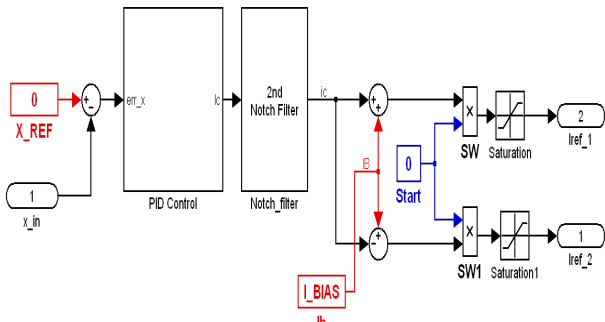 0
X_REF
+
-
1
x_in
err_x
Ic
PID Control
2nd
Notch Filter
Notch_filter
ic
+
+
IB
-
+
I_BIAS
0
Start
×
SW
×
SW1
Saturation
Saturation1
2
Iref_1
1
Iref_2